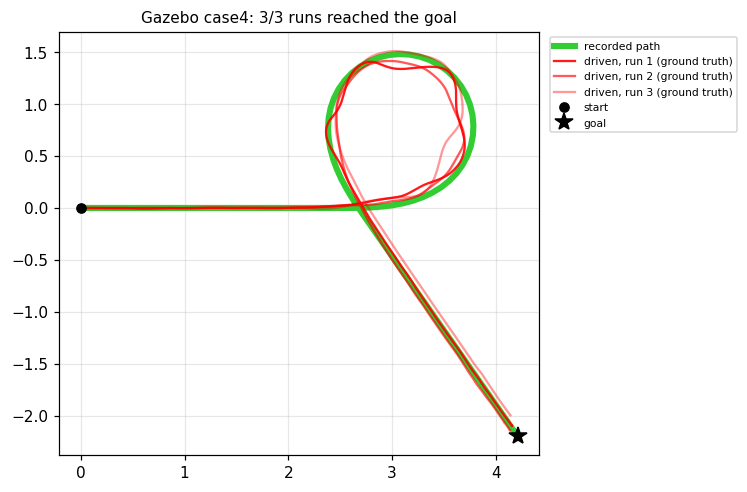 Gazebo case4: 3/3 runs reached the goal
recorded path
driven, run 1 (ground truth)
driven, run 2 (ground truth)
driven, run 3 (ground truth)
start
goal
1.5
1.0
0.5
0.0
−0.5
−1.0
−1.5
−2.0
0 1 2 3 4